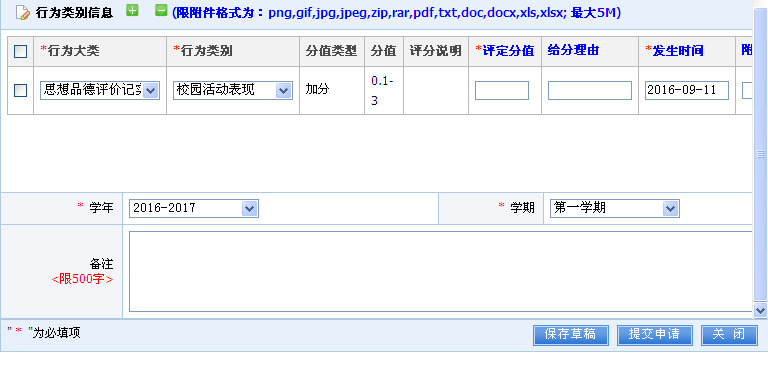 行为类别信息 (限附件格式为：png,gif,jpg,jpeg,zip,rar,pdf,txt,doc,docx,xls,xlsx; 最大5M)
*行为大类 *行为类别 分值类型 分值 评分说明 *评定分值 给分理由 *发生时间 附
思想品德评价记实 校园活动表现 加分 0.1-3 2016-09-11
* 学年 2016-2017 * 学期 第一学期
备注
<限500字>
" * "为必填项 保存草稿 提交申请 关 闭